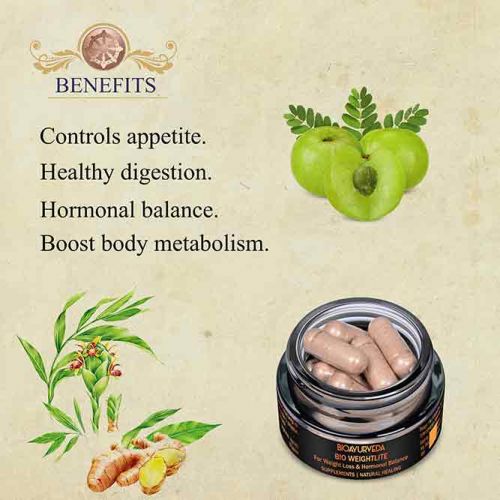 BENEFITS
Controls appetite.
Healthy digestion.
Hormonal balance.
Boost body metabolism.
BIOAYURVEDA
BIO WEIGHTLITE
For Weight Loss & Hormonal Balance
SUPPLEMENTS | NATURAL HEALING